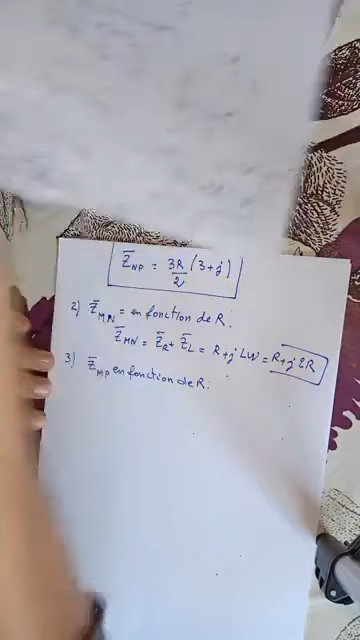 Z̄_NP = 3R/2 (3+j)
2) Z̄_MN = en fonction de R.
Z̄_MN = Z̄_R + Z̄_L = R+j LW = R+j 2R
3) Z̄_MP en fonction de R.